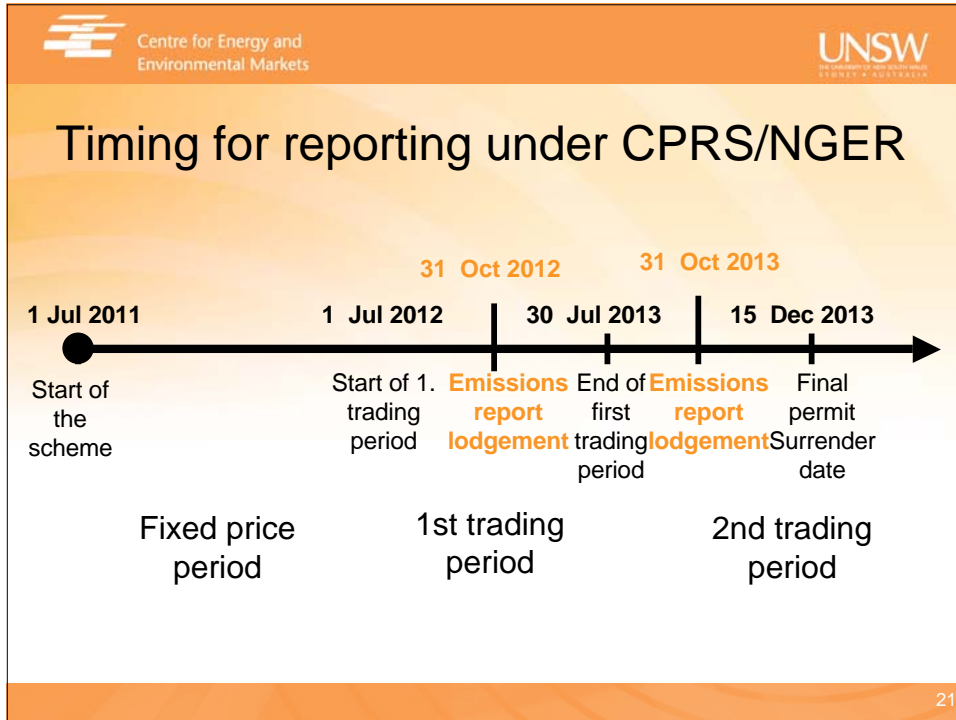 Centre for Energy and
Environmental Markets
UNSW
THE UNIVERSITY OF NEW SOUTH WALES
SYDNEY • AUSTRALIA
Timing for reporting under CPRS/NGER
31 Oct 2012
31 Oct 2013
1 Jul 2011
1 Jul 2012
30 Jul 2013
15 Dec 2013
Start of
the
scheme
Start of 1.
trading
period
Emissions
report
lodgement
End of
first
trading
period
Emissions
report
lodgement
Final
permit
Surrender
date
Fixed price
period
1st trading
period
2nd trading
period
21